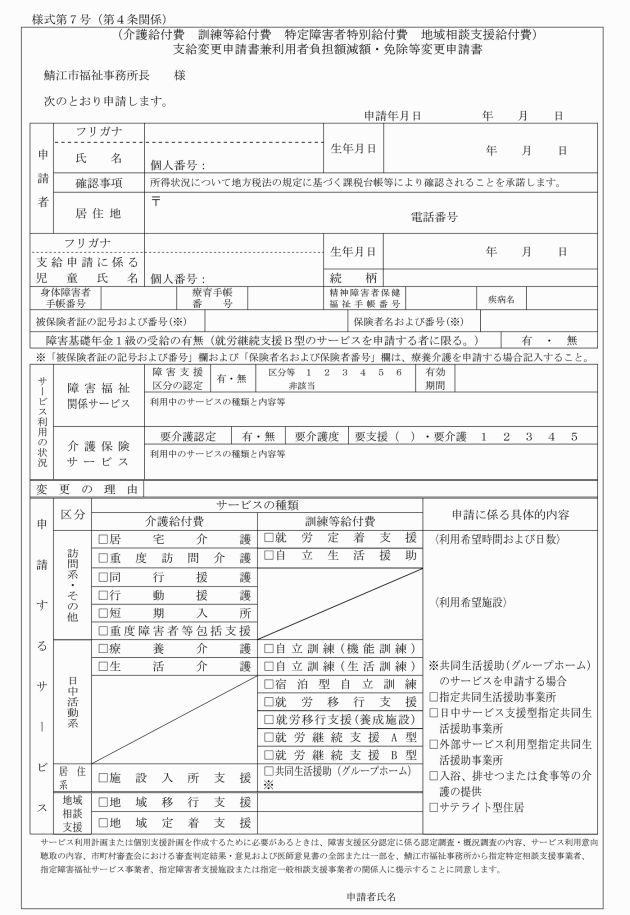 様式第７号（第４条関係）
（介護給付費　訓練等給付費　特定障害者特別給付費　地域相談支援給付費）
支給変更申請書兼利用者負担額減額・免除等変更申請書
鯖江市福祉事務所長　　様
次のとおり申請します。
申請年月日　　　年　　月　　日
申請者
フリガナ
氏　名
個人番号：
生年月日
年　　月　　日
確認事項
所得状況について地方税法の規定に基づく課税台帳等により確認されることを承諾します。
居住地
〒
電話番号
フリガナ
支給申請に係る
児童氏名
個人番号：
生年月日
年　　月　　日
続　柄
身体障害者
手帳番号
療育手帳
番　号
精神障害者保健
福祉手帳番号
疾病名
被保険者証の記号および番号(※)
保険者名および番号(※)
障害基礎年金１級の受給の有無（就労継続支援Ｂ型のサービスを申請する者に限る。）
有　・　無
※「被保険者証の記号および番号」欄および「保険者名および保険者番号」欄は、療養介護を申請する場合記入すること。
サービス利用の状況
障害福祉
関係サービス
障害支援
区分の認定
有・無
区分等　１　２　３　４　５　６
非該当
有効
期間
利用中のサービスの種類と内容等
介護保険
サービス
要介護認定
有・無
要介護度
要支援（　）・要介護　１　２　３　４　５
利用中のサービスの種類と内容等
変更の理由
申請するサービス
区分
サービスの種類
介護給付費
訓練等給付費
申請に係る具体的内容
訪問系・その他
□居宅介護
□重度訪問介護
□同行援護
□行動援護
□短期入所
□重度障害者等包括支援
□就労定着支援
□自立生活援助
日中活動系
□療養介護
□生活介護
□自立訓練(機能訓練)
□自立訓練(生活訓練)
□宿泊型自立訓練
□就労移行支援
□就労移行支援(養成施設)
□就労継続支援Ａ型
□就労継続支援Ｂ型
居住
系
□施設入所支援
□共同生活援助（グループホーム）
※
地域
相談
支援
□地域移行支援
□地域定着支援
（利用希望時間および日数）
（利用希望施設）
※共同生活援助（グループホーム）
のサービスを申請する場合
□指定共同生活援助事業所
□日中サービス支援型指定共同生
活援助事業所
□外部サービス利用型指定共同生
活援助事業所
□入浴、排せつまたは食事等の介
護の提供
□サテライト型住居
サービス利用計画または個別支援計画を作成するために必要があるときは、障害支援区分認定に係る認定調査・概況調査の内容、サービス利用意向
聴取の内容、市町村審査会における審査判定結果・意見および医師意見書の全部または一部を、鯖江市福祉事務所から指定特定相談支援事業者、
指定障害福祉サービス事業者、指定障害者支援施設または指定一般相談支援事業者の関係人に提示することに同意します。
申請者氏名